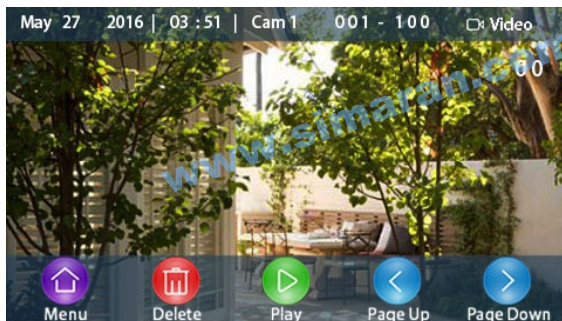 May 27 2016 | 03 : 51 | Cam 1 001 - 100 Video
00
www.simaran.com
Menu Delete Play Page Up Page Down